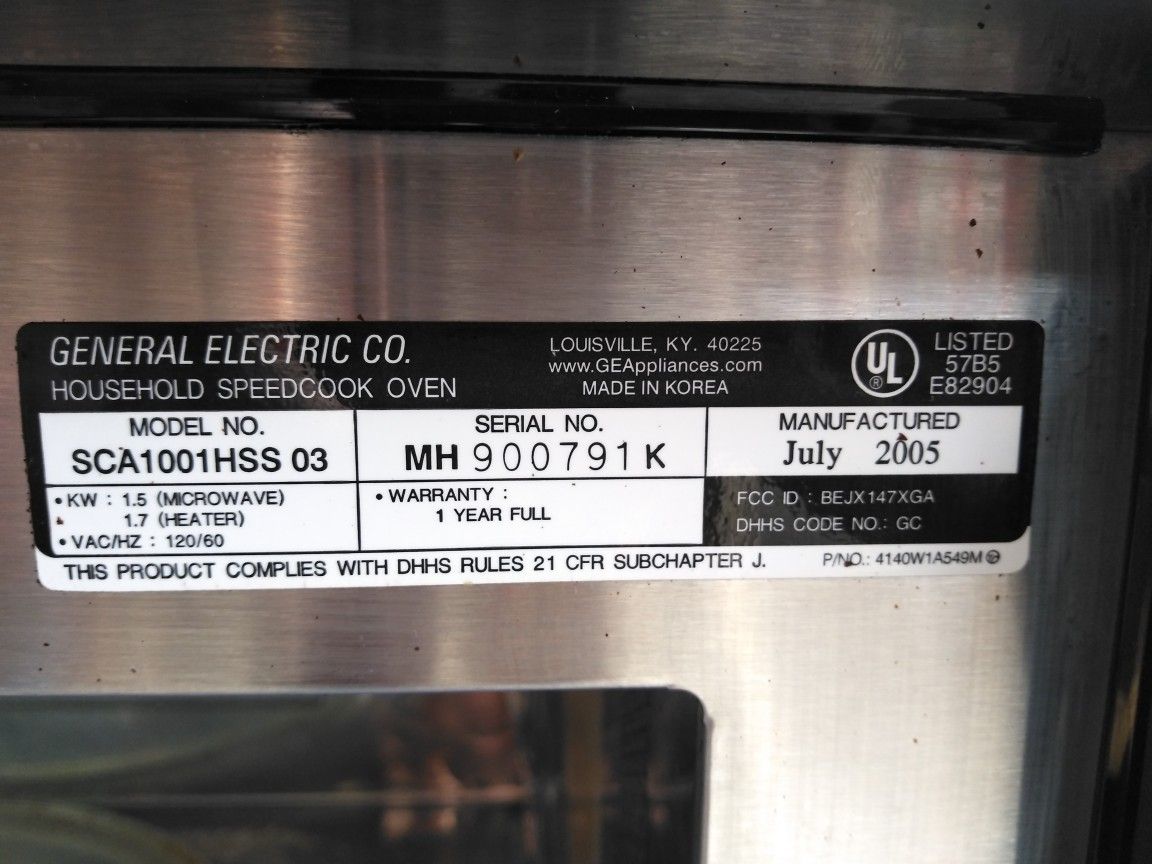 GENERAL ELECTRIC CO.
HOUSEHOLD SPEEDCOOK OVEN
LOUISVILLE, KY. 40225
www.GEAppliances.com
MADE IN KOREA
UL
®
LISTED
57B5
E82904
MODEL NO.
SCA1001HSS 03
SERIAL NO.
MH 900791 K
MANUFACTURED
July 2005
• KW : 1.5 (MICROWAVE)
1.7 (HEATER)
• VAC/HZ : 120/60
• WARRANTY :
1 YEAR FULL
FCC ID : BEJX147XGA
DHHS CODE NO.: GC
THIS PRODUCT COMPLIES WITH DHHS RULES 21 CFR SUBCHAPTER J.
P/NO.: 4140W1A549M